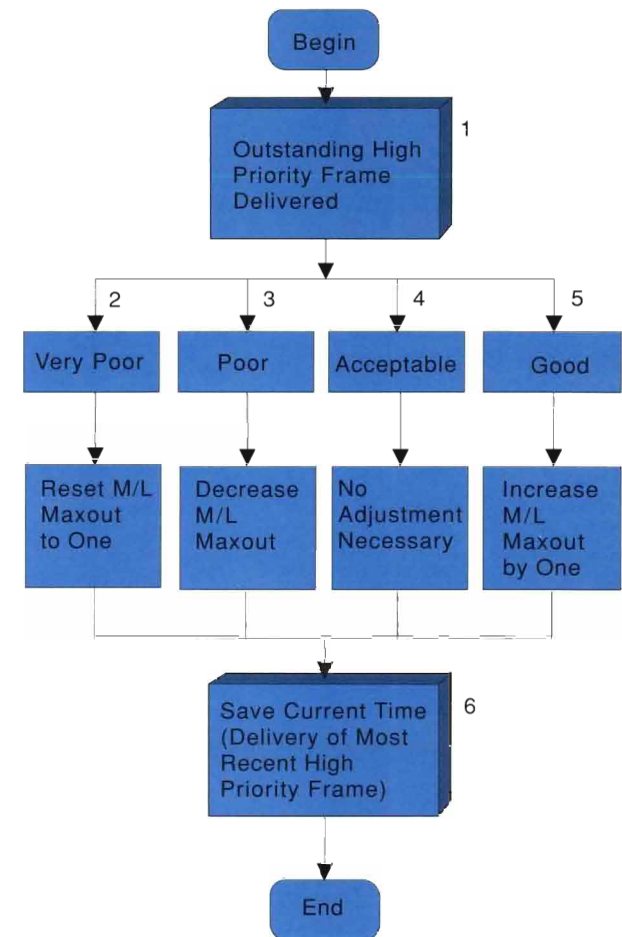 Begin
1
Outstanding High
Priority Frame
Delivered
2
3
4
5
Very Poor
Poor
Acceptable
Good
Reset M/L
Maxout
to One
Decrease
M/L
Maxout
No
Adjustment
Necessary
Increase
M/L
Maxout
by One
6
Save Current Time
(Delivery of Most
Recent High
Priority Frame)
End